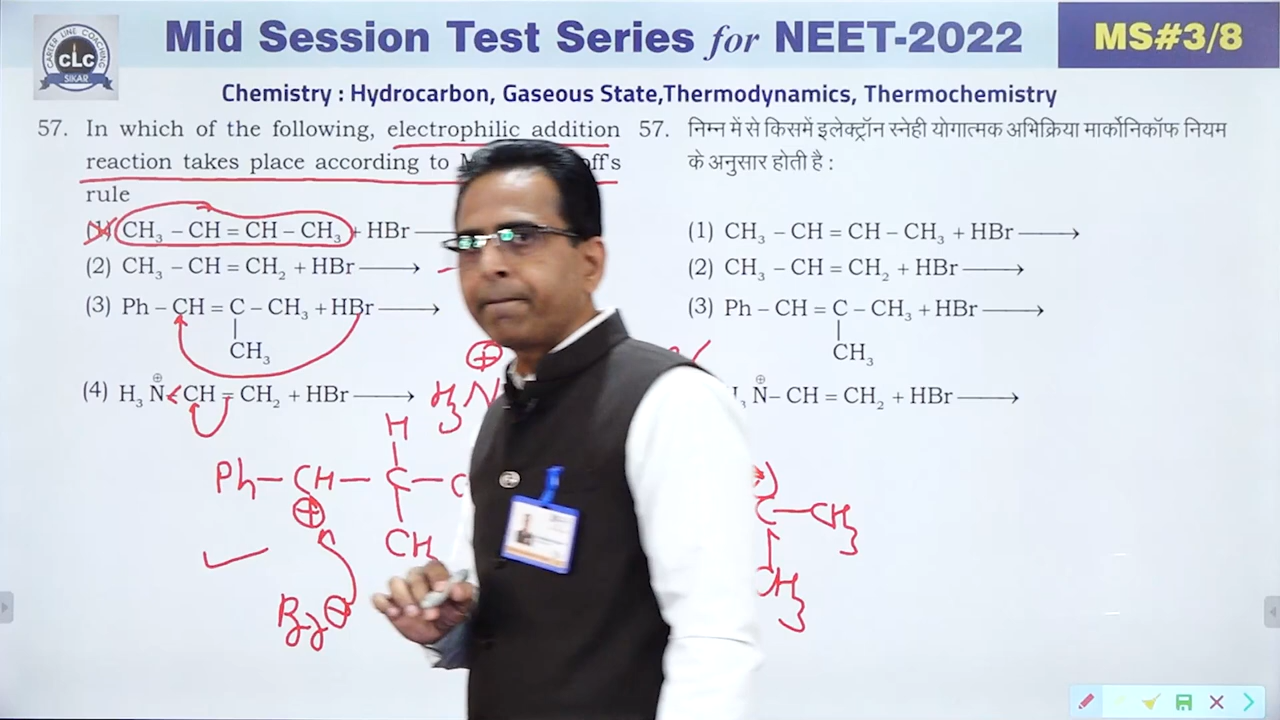 CAREER LINE COACHING
CLC
SIKAR
Mid Session Test Series for NEET-2022
MS#3/8
Chemistry : Hydrocarbon, Gaseous State,Thermodynamics, Thermochemistry
57. In which of the following, electrophilic addition
reaction takes place according to
rule
(1) CH₃ – CH = CH – CH₃ + HBr ⟶
(2) CH₃ – CH = CH₂ + HBr ⟶
(3) Ph – CH = C – CH₃ + HBr ⟶
|
CH₃
(4) H₃N⊕ CH = CH₂ + HBr ⟶
H₃N
⊕
H
Ph – CH – C –
⊕
CH
Br⊖
57. निम्न में से किसमें इलेक्ट्रॉन स्नेही योगात्मक अभिक्रिया मार्कोनिकॉफ नियम
के अनुसार होती है :
(1) CH₃ – CH = CH – CH₃ + HBr ⟶
(2) CH₃ – CH = CH₂ + HBr ⟶
(3) Ph – CH = C – CH₃ + HBr ⟶
|
CH₃
N⊕ – CH = CH₂ + HBr ⟶
C – CH₃
CH₃